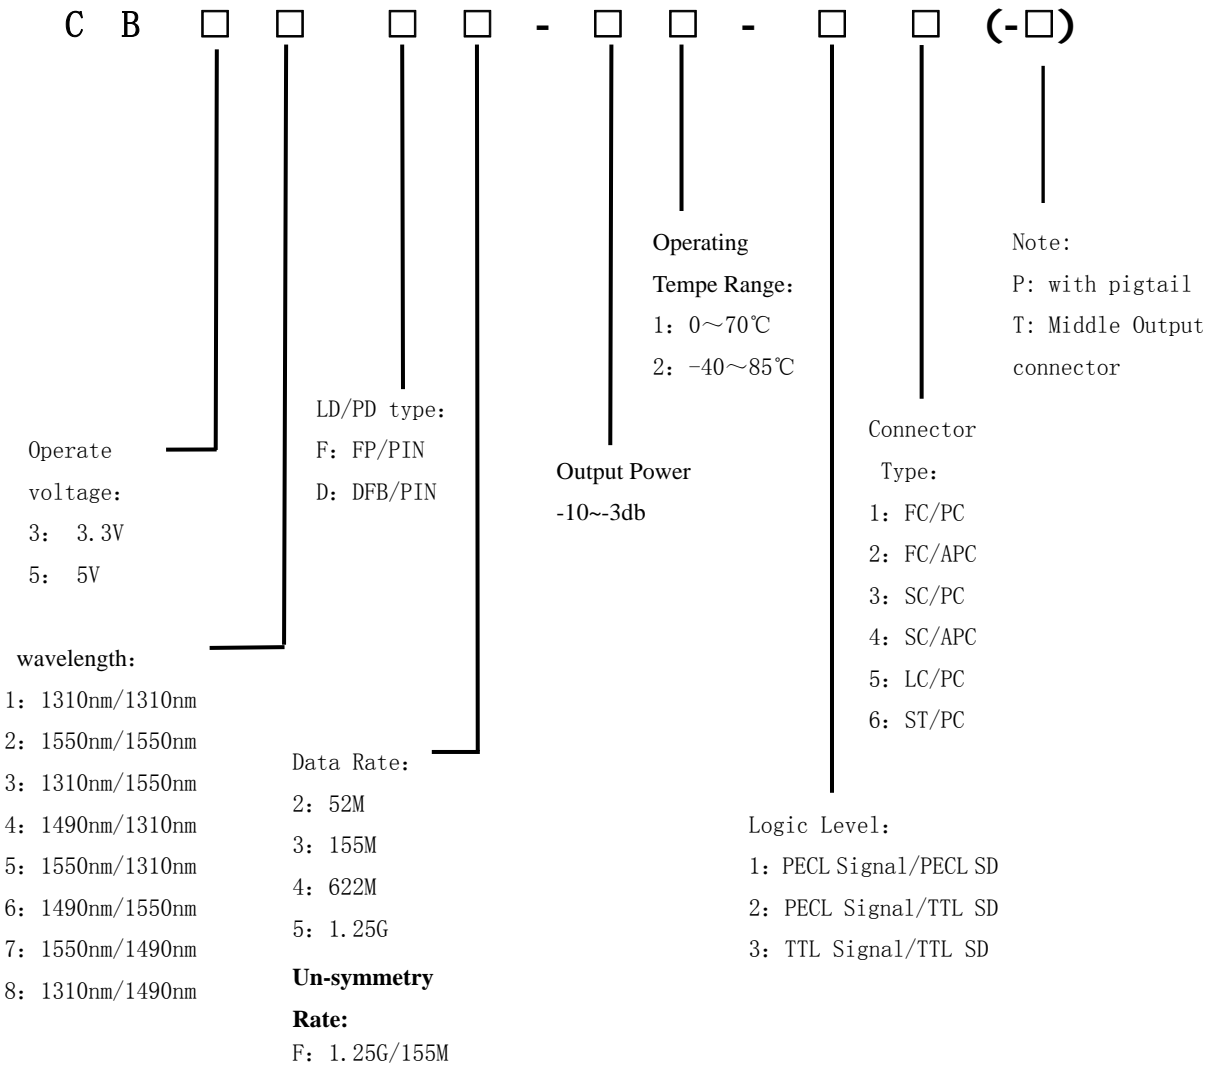 C B □ □ □ □ - □ □ - □ □ (-□)
Operate
voltage：
3： 3.3V
5： 5V
wavelength：
1：1310nm/1310nm
2：1550nm/1550nm
3：1310nm/1550nm
4：1490nm/1310nm
5：1550nm/1310nm
6：1490nm/1550nm
7：1550nm/1490nm
8：1310nm/1490nm
LD/PD type：
F：FP/PIN
D：DFB/PIN
Data Rate：
2：52M
3：155M
4：622M
5：1.25G
Un-symmetry
Rate:
F：1.25G/155M
Output Power
-10~-3db
Operating
Tempe Range：
1：0～70℃
2：-40～85℃
Logic Level：
1：PECL Signal/PECL SD
2：PECL Signal/TTL SD
3：TTL Signal/TTL SD
Connector
Type：
1：FC/PC
2：FC/APC
3：SC/PC
4：SC/APC
5：LC/PC
6：ST/PC
Note:
P: with pigtail
T: Middle Output
connector